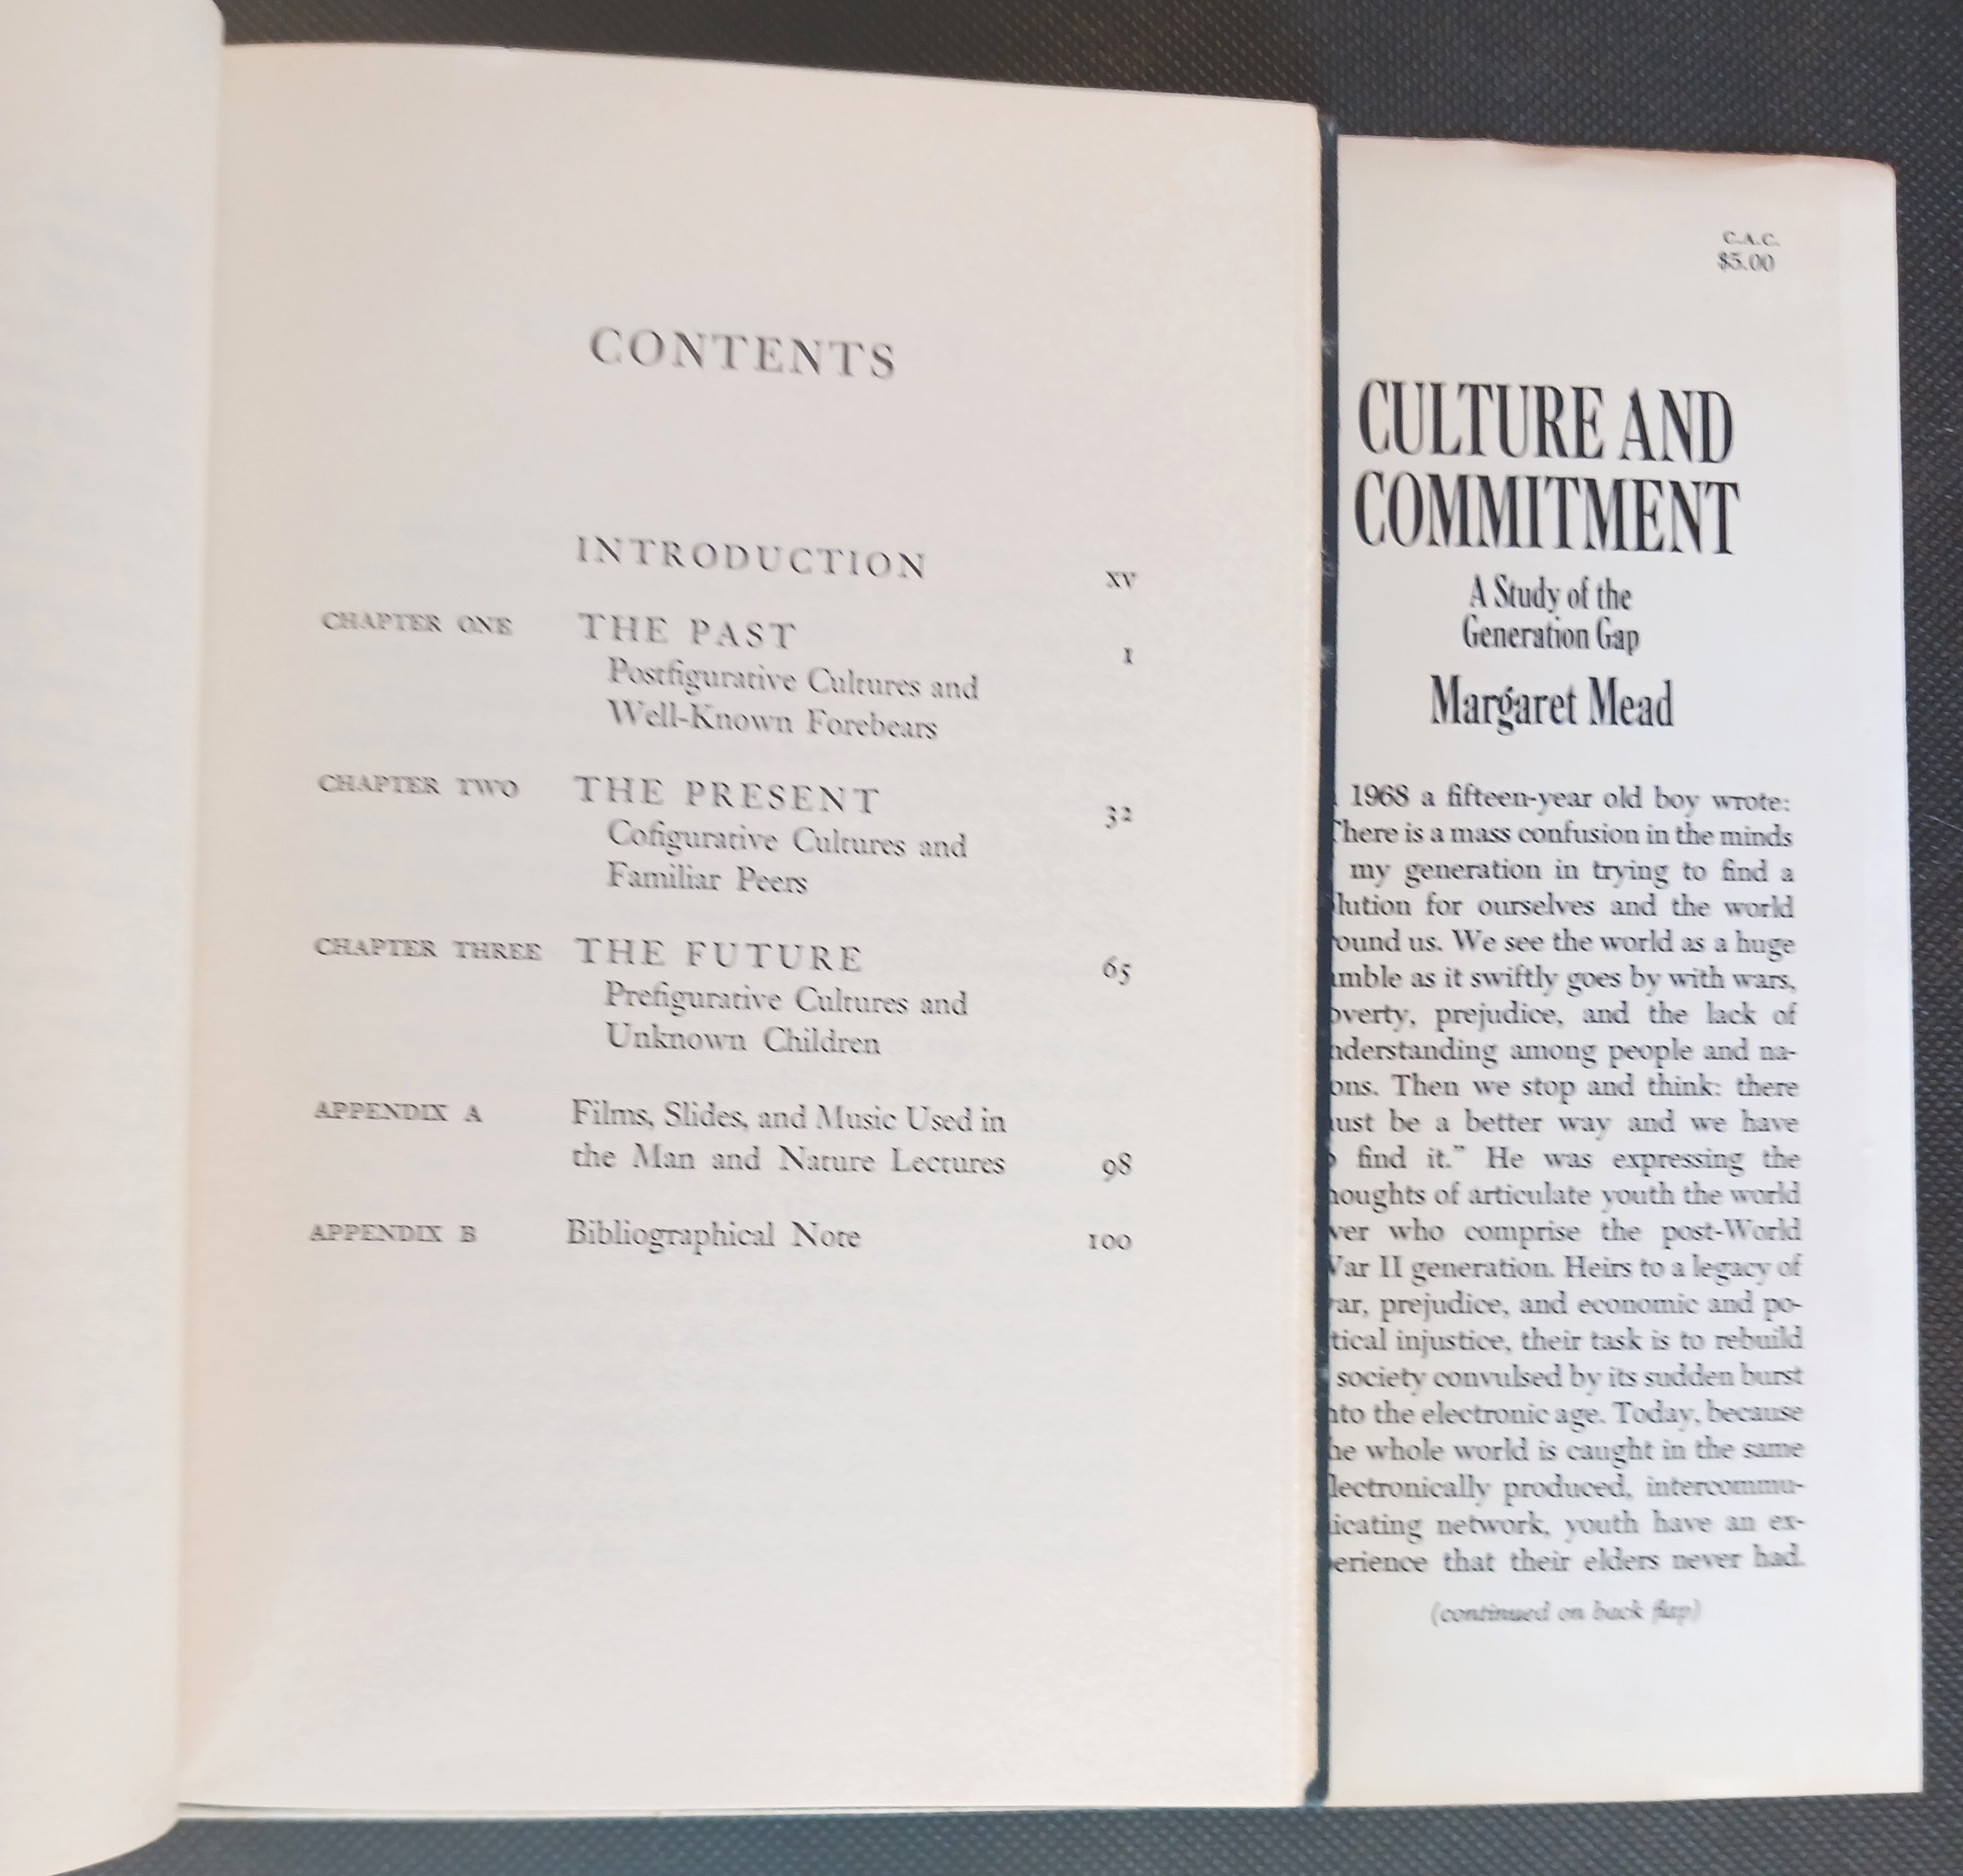 CONTENTS
INTRODUCTION xv
CHAPTER ONE THE PAST 1
Postfigurative Cultures and
Well-Known Forebears
CHAPTER TWO THE PRESENT 32
Cofigurative Cultures and
Familiar Peers
CHAPTER THREE THE FUTURE 65
Prefigurative Cultures and
Unknown Children
APPENDIX A Films, Slides, and Music Used in
the Man and Nature Lectures 98
APPENDIX B Bibliographical Note 100
C.A.C.
$5.00
CULTURE AND
COMMITMENT
A Study of the
Generation Gap
Margaret Mead
1968 a fifteen-year old boy wrote:
here is a mass confusion in the minds
my generation in trying to find a
lution for ourselves and the world
ound us. We see the world as a huge
mble as it swiftly goes by with wars,
overty, prejudice, and the lack of
nderstanding among people and na-
ons. Then we stop and think: there
ust be a better way and we have
find it.” He was expressing the
houghts of articulate youth the world
ver who comprise the post-World
War II generation. Heirs to a legacy of
ar, prejudice, and economic and po-
tical injustice, their task is to rebuild
society convulsed by its sudden burst
nto the electronic age. Today, because
he whole world is caught in the same
lectronically produced, intercommu-
icating network, youth have an ex-
erience that their elders never had.
(continued on back flap)